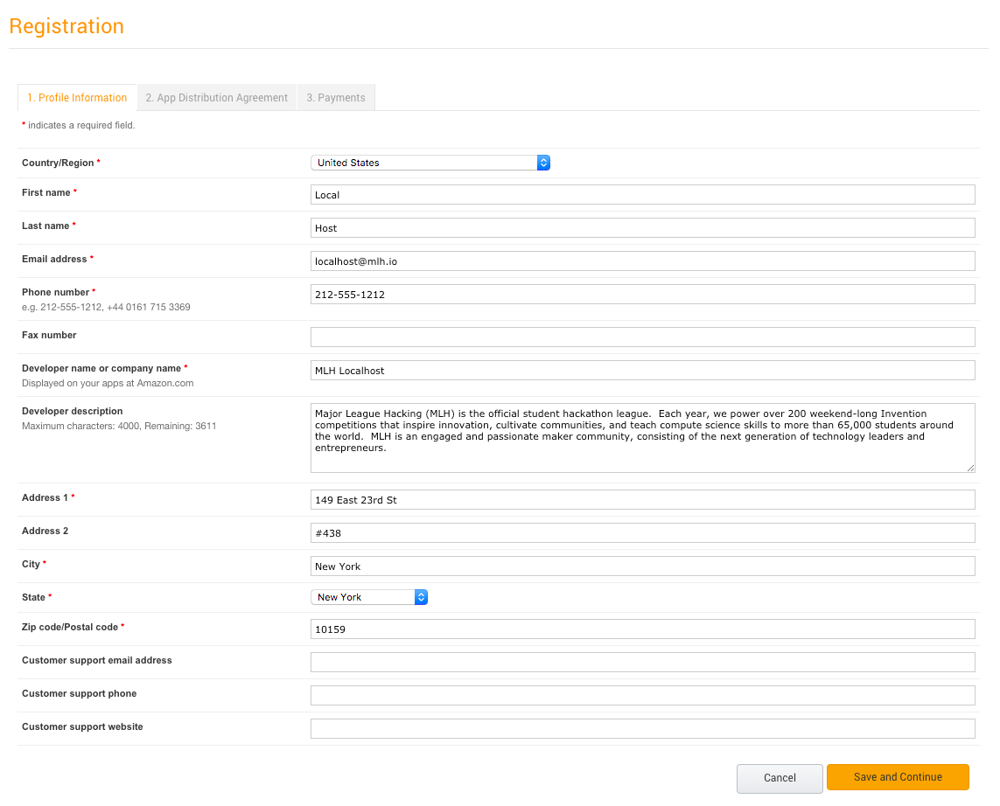 Registration
1. Profile Information
2. App Distribution Agreement
3. Payments
* indicates a required field.
Country/Region *
United States
First name *
Local
Last name *
Host
Email address *
localhost@mlh.io
Phone number *
e.g. 212-555-1212, +44 0161 715 3369
212-555-1212
Fax number
Developer name or company name *
Displayed on your apps at Amazon.com
MLH Localhost
Developer description
Maximum characters: 4000, Remaining: 3611
Major League Hacking (MLH) is the official student hackathon league.  Each year, we power over 200 weekend-long Invention
competitions that inspire innovation, cultivate communities, and teach compute science skills to more than 65,000 students around
the world.  MLH is an engaged and passionate maker community, consisting of the next generation of technology leaders and
entrepreneurs.
Address 1 *
149 East 23rd St
Address 2
#438
City *
New York
State *
New York
Zip code/Postal code *
10159
Customer support email address
Customer support phone
Customer support website
Cancel
Save and Continue